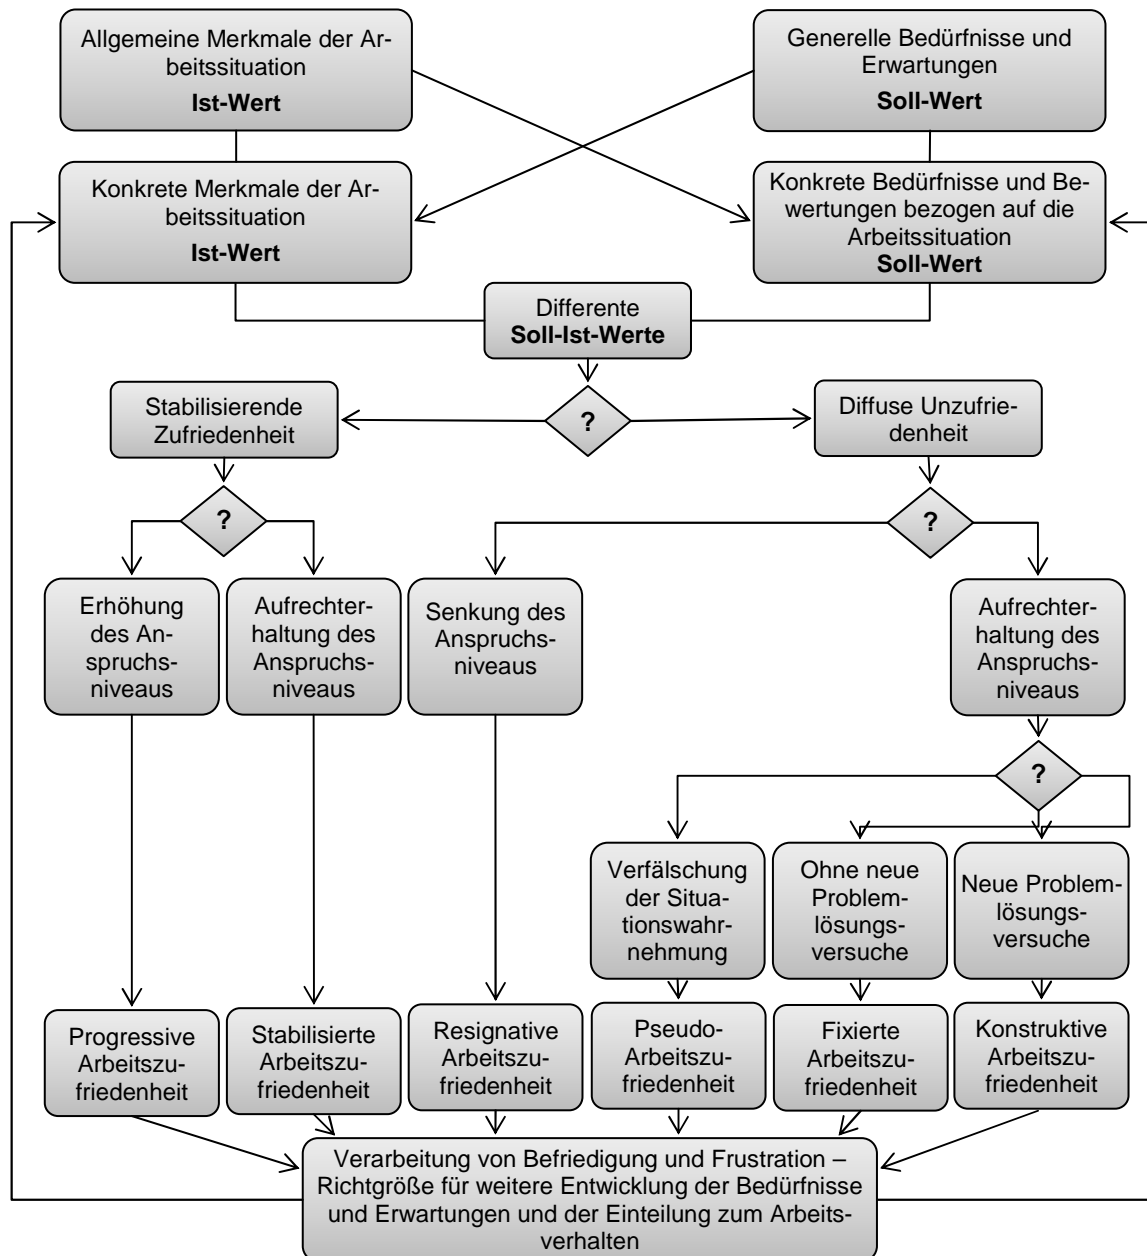 Allgemeine Merkmale der Ar-
beitssituation
Ist-Wert
Generelle Bedürfnisse und
Erwartungen
Soll-Wert
Konkrete Merkmale der Ar-
beitssituation
Ist-Wert
Konkrete Bedürfnisse und Be-
wertungen bezogen auf die
Arbeitssituation
Soll-Wert
Differente
Soll-Ist-Werte
Stabilisierende
Zufriedenheit
?
Diffuse Unzufrie-
denheit
?
?
Erhöhung
des An-
spruchs-
niveaus
Aufrechter-
haltung des
Anspruchs-
niveaus
Senkung des
Anspruchs-
niveaus
Aufrechter-
haltung des
Anspruchs-
niveaus
?
Verfälschung
der Situa-
tionswahr-
nehmung
Ohne neue
Problem-
lösungs-
versuche
Neue Problem-
lösungs-
versuche
Progressive
Arbeitszu-
friedenheit
Stabilisierte
Arbeitszu-
friedenheit
Resignative
Arbeitszu-
friedenheit
Pseudo-
Arbeitszu-
friedenheit
Fixierte
Arbeitszu-
friedenheit
Konstruktive
Arbeitszu-
friedenheit
Verarbeitung von Befriedigung und Frustration –
Richtgröße für weitere Entwicklung der Bedürfnisse
und Erwartungen und der Einteilung zum Arbeits-
verhalten